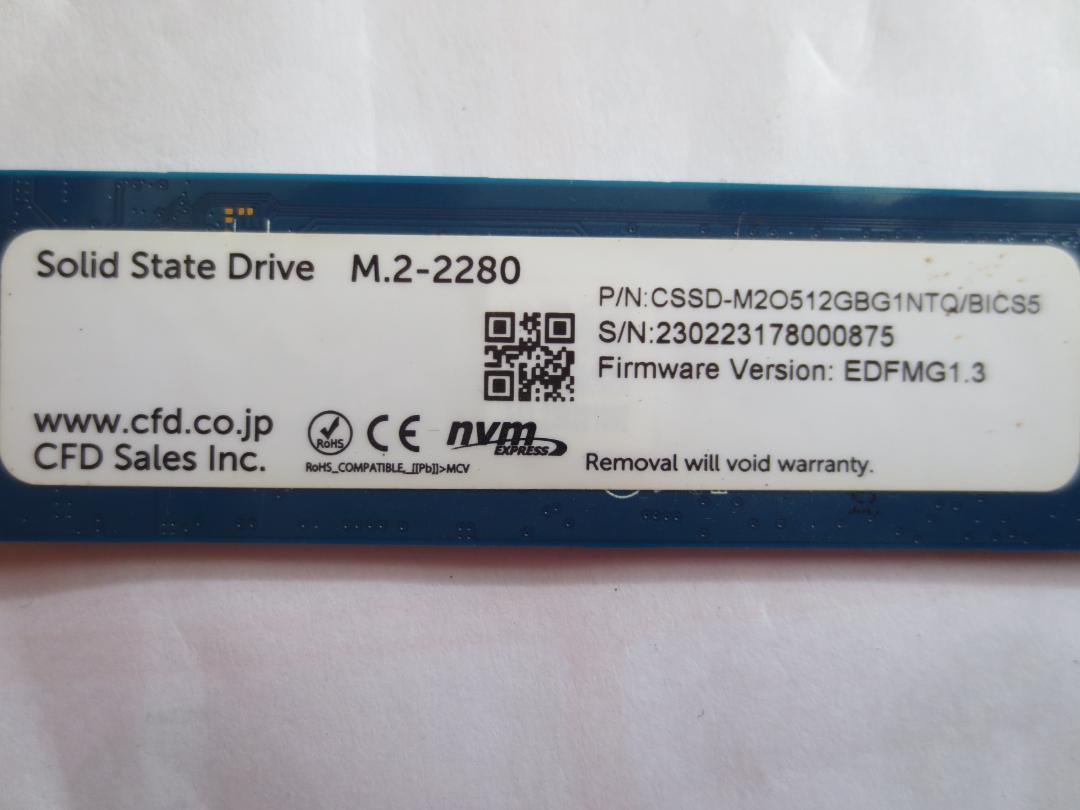 Solid State Drive M.2-2280
P/N:CSSD-M2O512GBG1NTQ/BICS5
S/N:230223178000875
Firmware Version: EDFMG1.3
www.cfd.co.jp
CFD Sales Inc.
RoHS
CE
nvm
EXPRESS
RoHS_COMPATIBLE_[[Pb]]>MCV
Removal will void warranty.